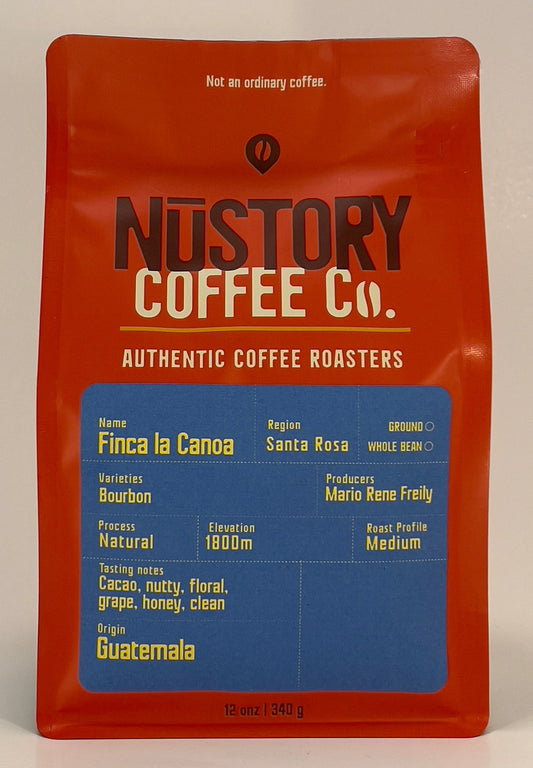 Not an ordinary coffee.
NŪSTORY
COFFEE Co.
AUTHENTIC COFFEE ROASTERS
Name
Finca la Canoa
Region
Santa Rosa
GROUND
WHOLE BEAN
Varieties
Bourbon
Producers
Mario Rene Freily
Process
Natural
Elevation
1800m
Roast Profile
Medium
Tasting notes
Cacao, nutty, floral,
grape, honey, clean
Origin
Guatemala
12 onz | 340 g